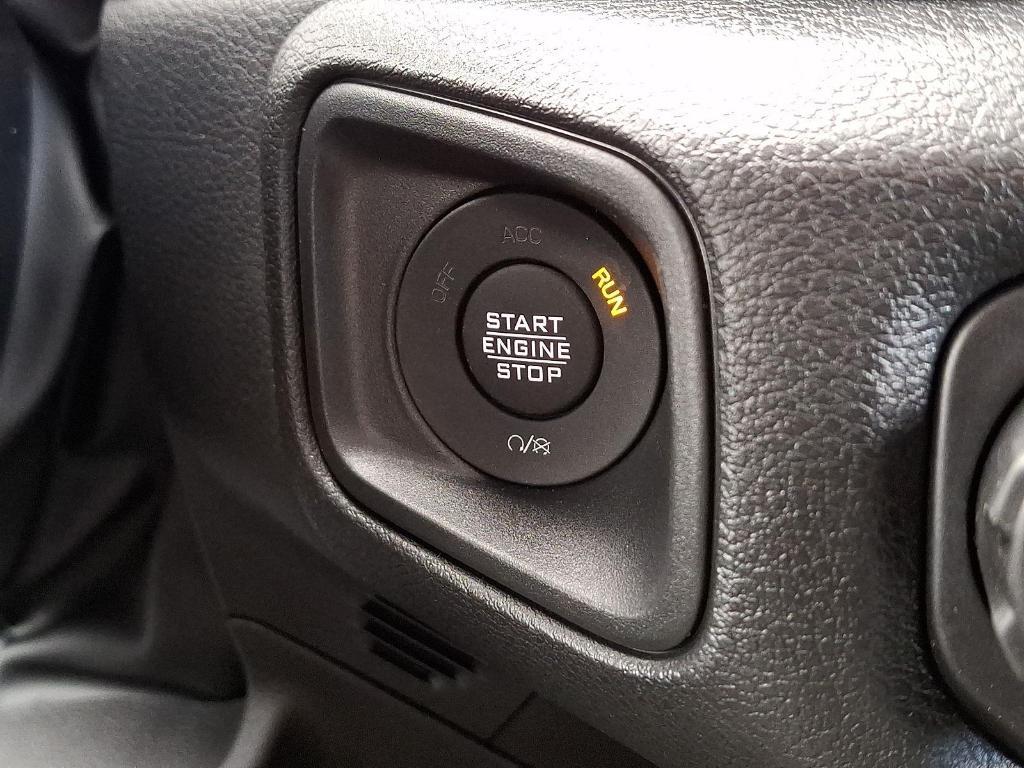 ACC
OFF
RUN
START
ENGINE
STOP